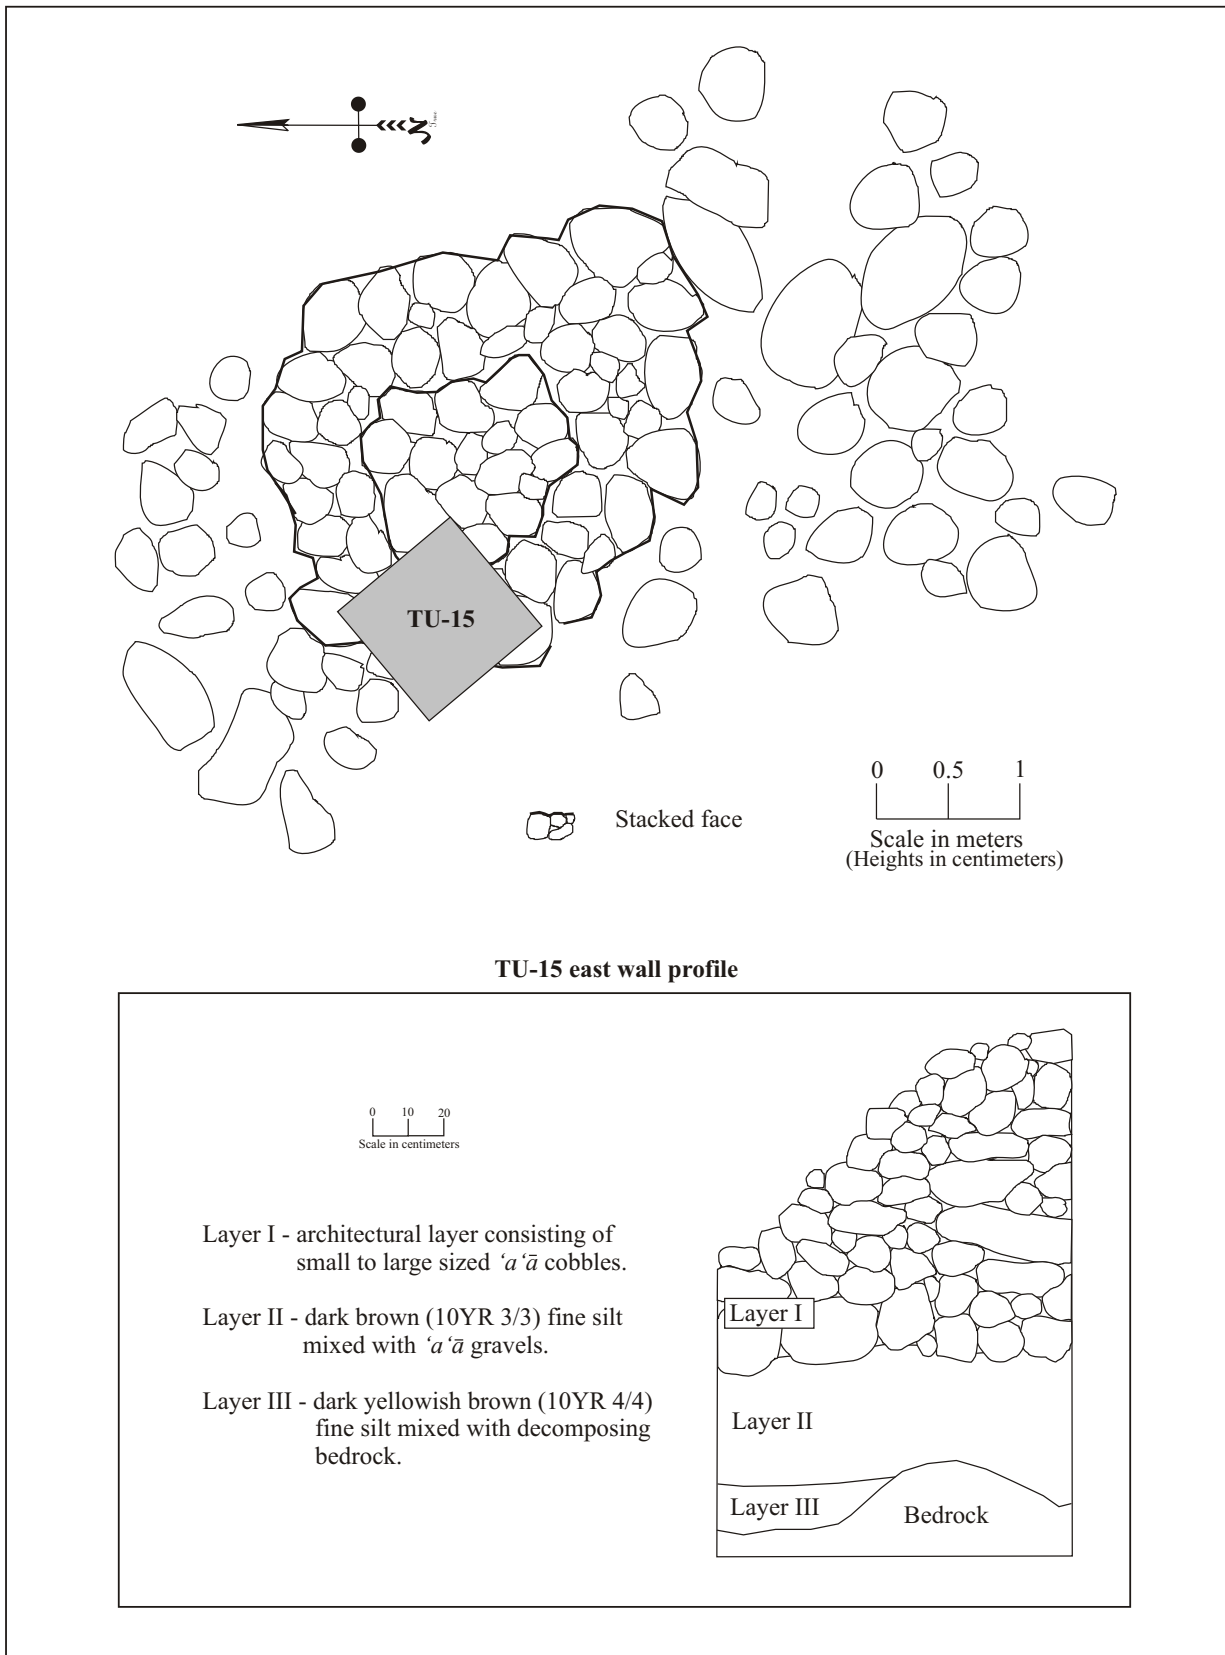 N
True
TU-15
0 0.5 1
Scale in meters
(Heights in centimeters)
Stacked face
TU-15 east wall profile
0 10 20
Scale in centimeters
Layer I - architectural layer consisting of
small to large sized ‘a‘ā cobbles.
Layer II - dark brown (10YR 3/3) fine silt
mixed with ‘a‘ā gravels.
Layer III - dark yellowish brown (10YR 4/4)
fine silt mixed with decomposing
bedrock.
Layer I
Layer II
Layer III
Bedrock